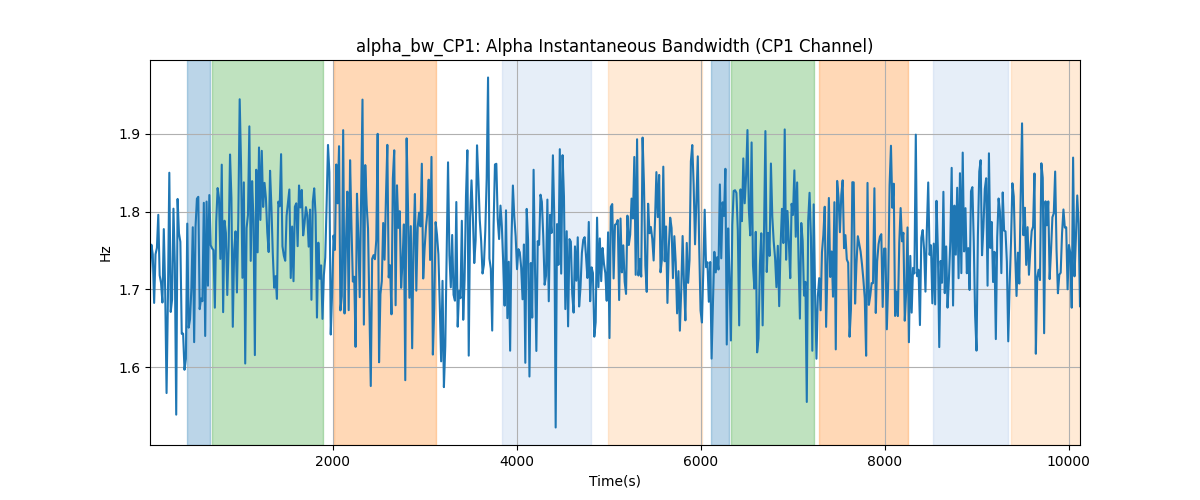 alpha_bw_CP1: Alpha Instantaneous Bandwidth (CP1 Channel)
1.9
1.8
1.7
1.6
Hz
2000 4000 6000 8000 10000
Time(s)